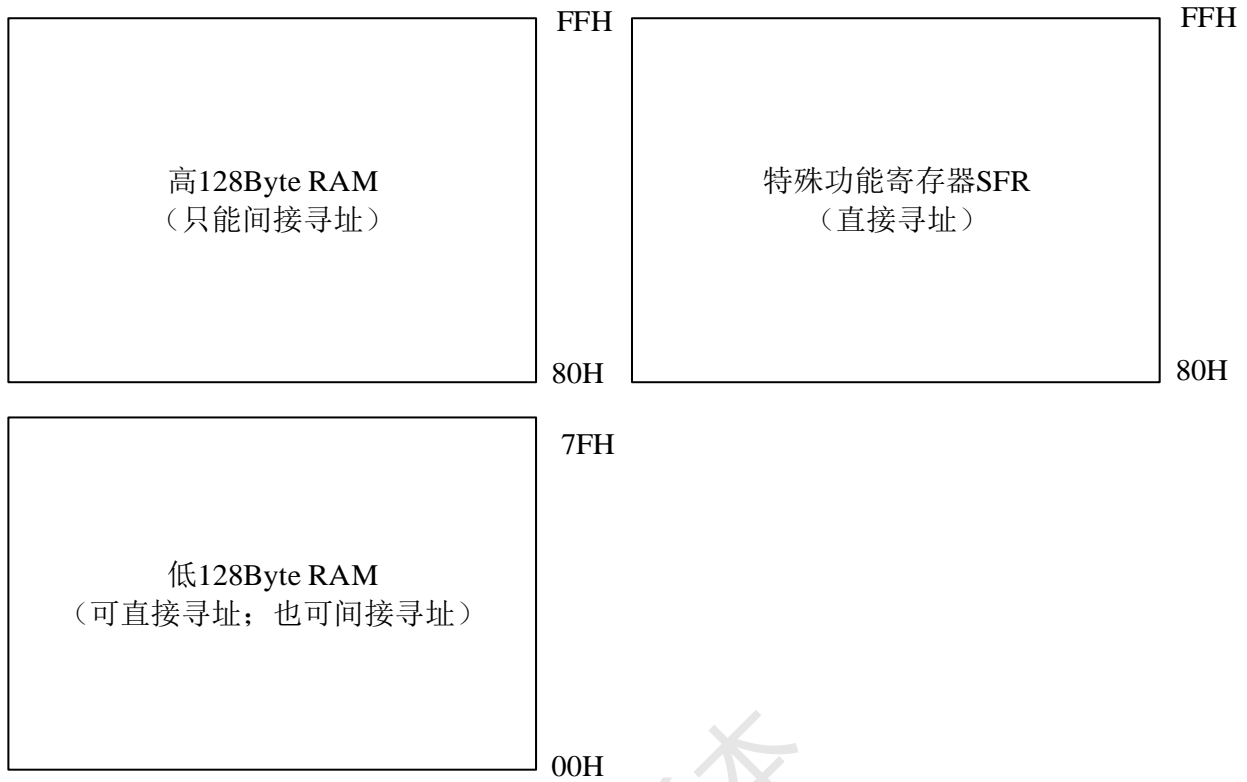 FFH
高128Byte RAM
（只能间接寻址）
80H
FFH
特殊功能寄存器SFR
（直接寻址）
80H
7FH
低128Byte RAM
（可直接寻址；也可间接寻址）
00H
本